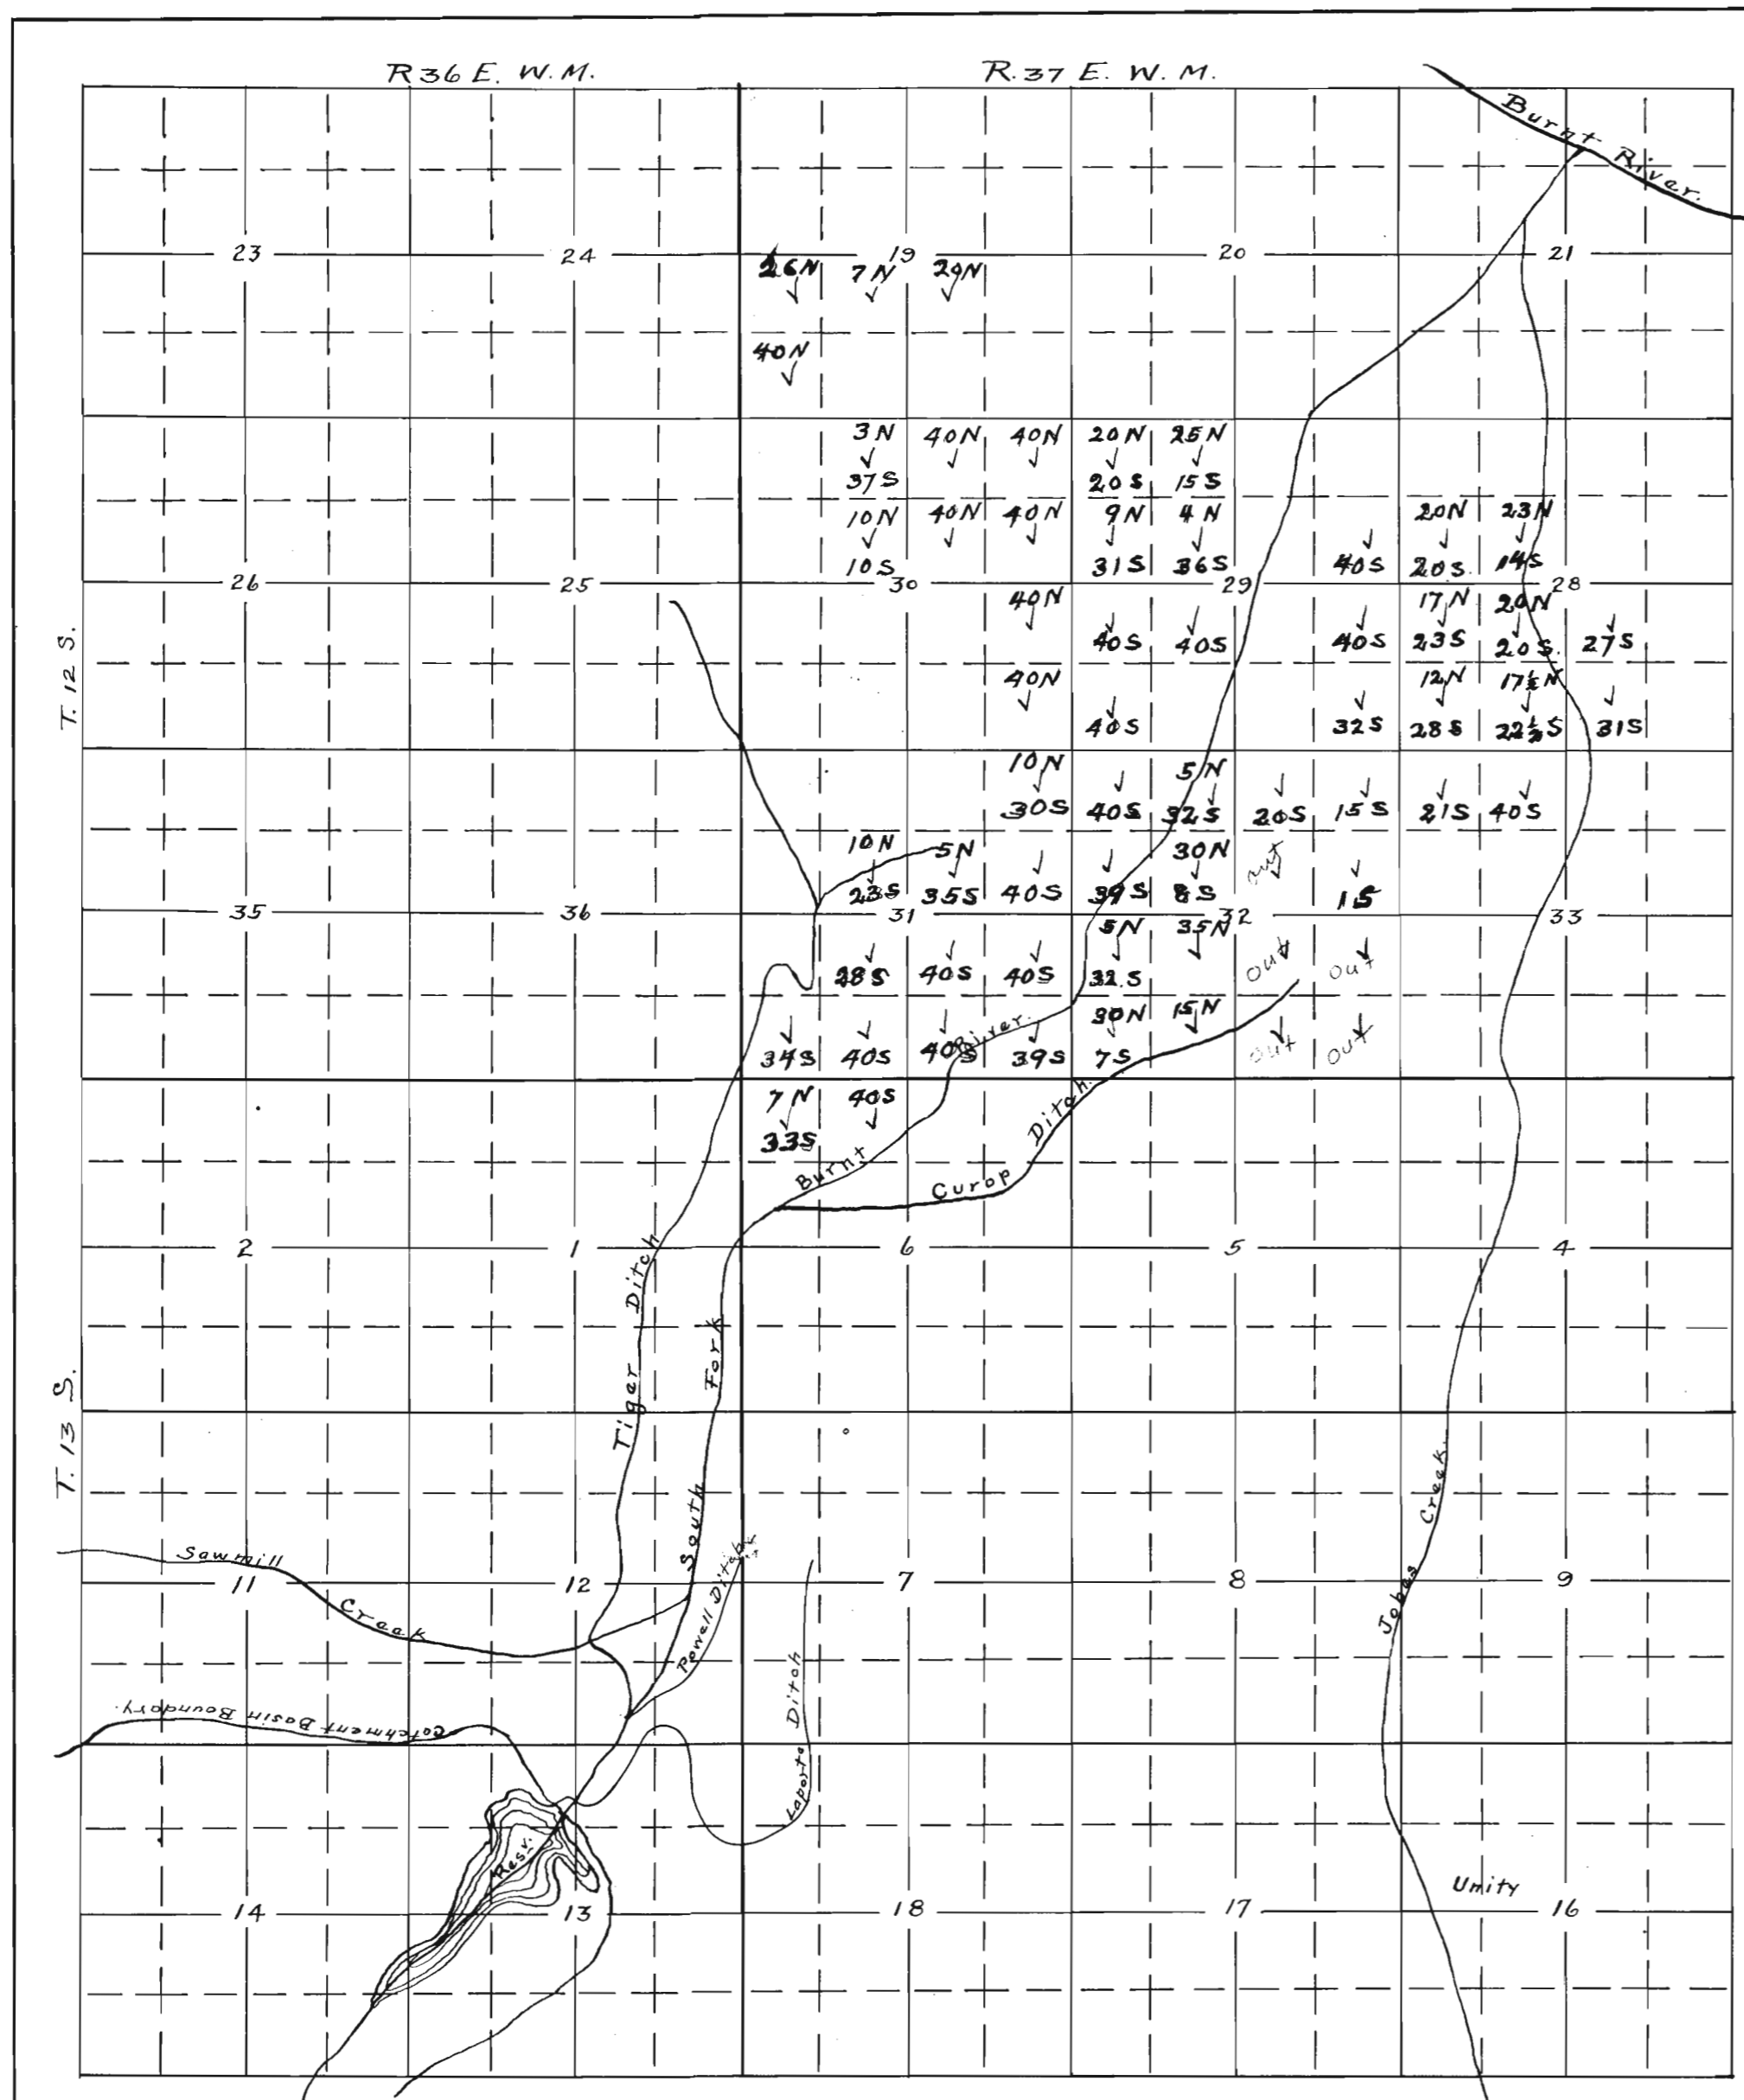 R 36 E. W. M. R. 37 E. W. M.
Burnt River.
23 24 19 20 21
26N 7N 29N
40N
3N 40N 40N 20N 25N
37S 20S 15S
10N 40N 40N 9N 4N 20N 23N
10S 31S 36S 40S 20S. 14S
26 25 30 29 28
40N 17N 20N
T. 12 S.
40S 40S 40S 23S 20S. 27S
40N 12N 17½N
40S 32S 28S 22½S 31S
10N 5N
30S 40S 32S 20S 15S 21S 40S
10N 5N 30N out
23S 35S 40S 39S 8S 15
35 36 31 32 33
5N 35N
28S 40S 40S 32.S out out
30N 15N
34S 40S 40S 39S 7S out out
River.
7N 40S
33S
Ditch.
Burnt
Curop
2 1 6 5 4
Tiger Ditch
South Fork
T. 13 S.
Jobes Creek.
Sawmill Creek
11 12 7 8 9
Powell Ditch
Laporte Ditch
Catchment Basin Boundary.
Resv.
Unity
14 13 18 17 16